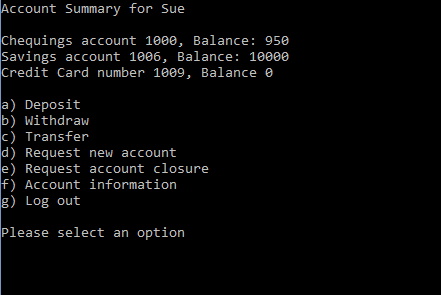 Account Summary for Sue
Chequings account 1000, Balance: 950
Savings account 1006, Balance: 10000
Credit Card number 1009, Balance 0
a) Deposit
b) Withdraw
c) Transfer
d) Request new account
e) Request account closure
f) Account information
g) Log out
Please select an option